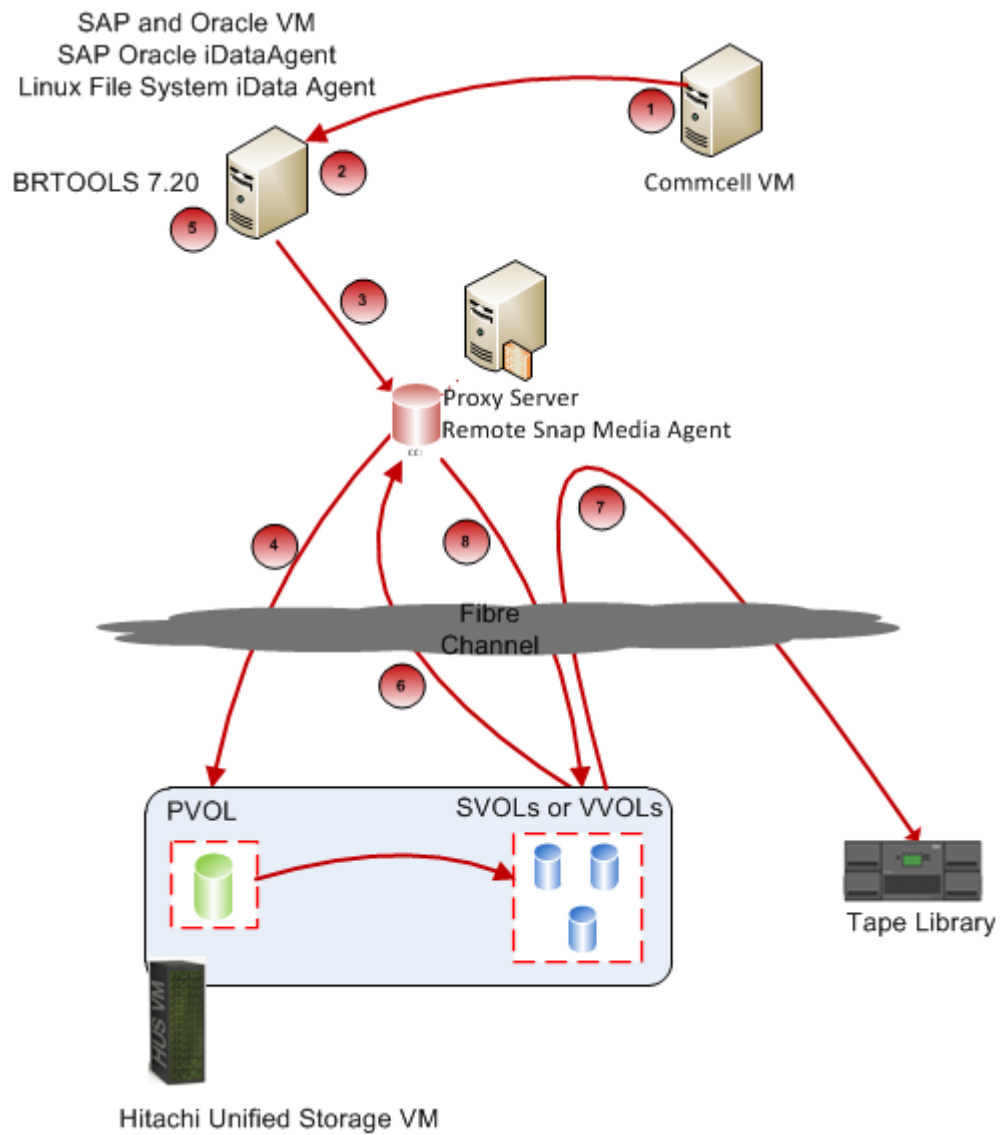 SAP and Oracle VM
SAP Oracle iDataAgent
Linux File System iData Agent
1
2
BRTOOLS 7.20
Commcell VM
5
3
Proxy Server
Remote Snap Media Agent
CCI
7
4
8
Fibre
Channel
6
PVOL
SVOLs or VVOLs
Tape Library
HUS VM
Hitachi Unified Storage VM